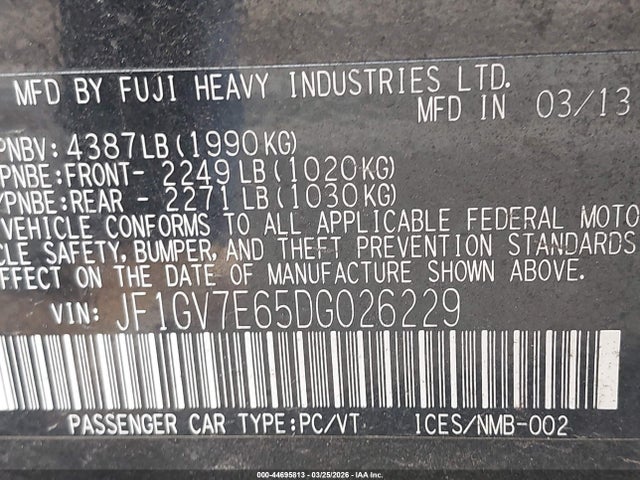 MFD BY FUJI HEAVY INDUSTRIES LTD.
MFD IN 03/13
PNBV: 4387LB(1990KG)
PNBE:FRONT- 2249LB(1020KG)
/PNBE:REAR - 2271LB(1030KG)
VEHICLE CONFORMS TO ALL APPLICABLE FEDERAL MOTO
CLE SAFETY, BUMPER, AND THEFT PREVENTION STANDARDS
EFFECT ON THE DATE OF MANUFACTURE SHOWN ABOVE.
VIN: JF1GV7E65DG026229
PASSENGER CAR TYPE:PC/VT ICES/NMB-002
000-44695813 - 03/25/2026 - IAA Inc.